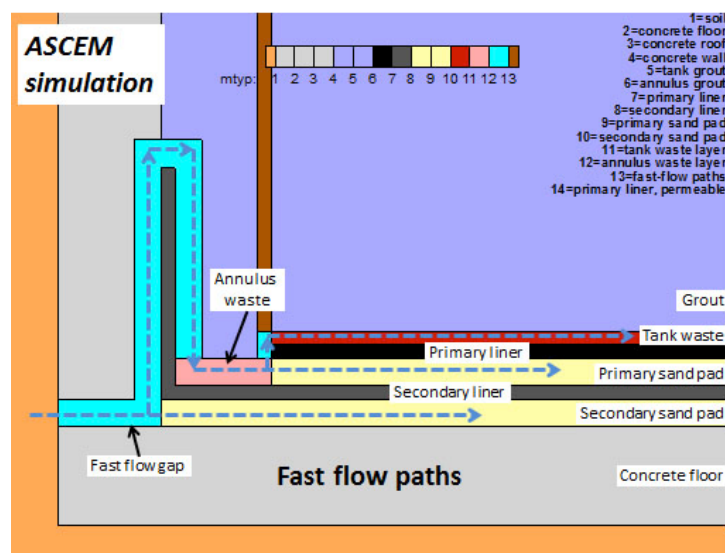 ASCEM
simulation
mtyp: 1 2 3 4 5 6 7 8 9 10 11 12 13
1=soil
2=concrete floor
3=concrete roof
4=concrete wall
5=tank grout
6=annulus grout
7=primary liner
8=secondary liner
9=primary sand pad
10=secondary sand pad
11=tank waste layer
12=annulus waste layer
13=fast-flow paths
14=primary liner, permeable
Annulus
waste
Grout
Tank waste
Primary liner
Primary sand pad
Secondary liner
Secondary sand pad
Fast flow gap
Fast flow paths
Concrete floor